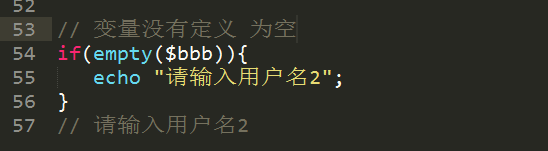 52
53 // 变量没有定义 为空
54 if(empty($bbb)){
55 echo "请输入用户名2";
56 }
57 // 请输入用户名2